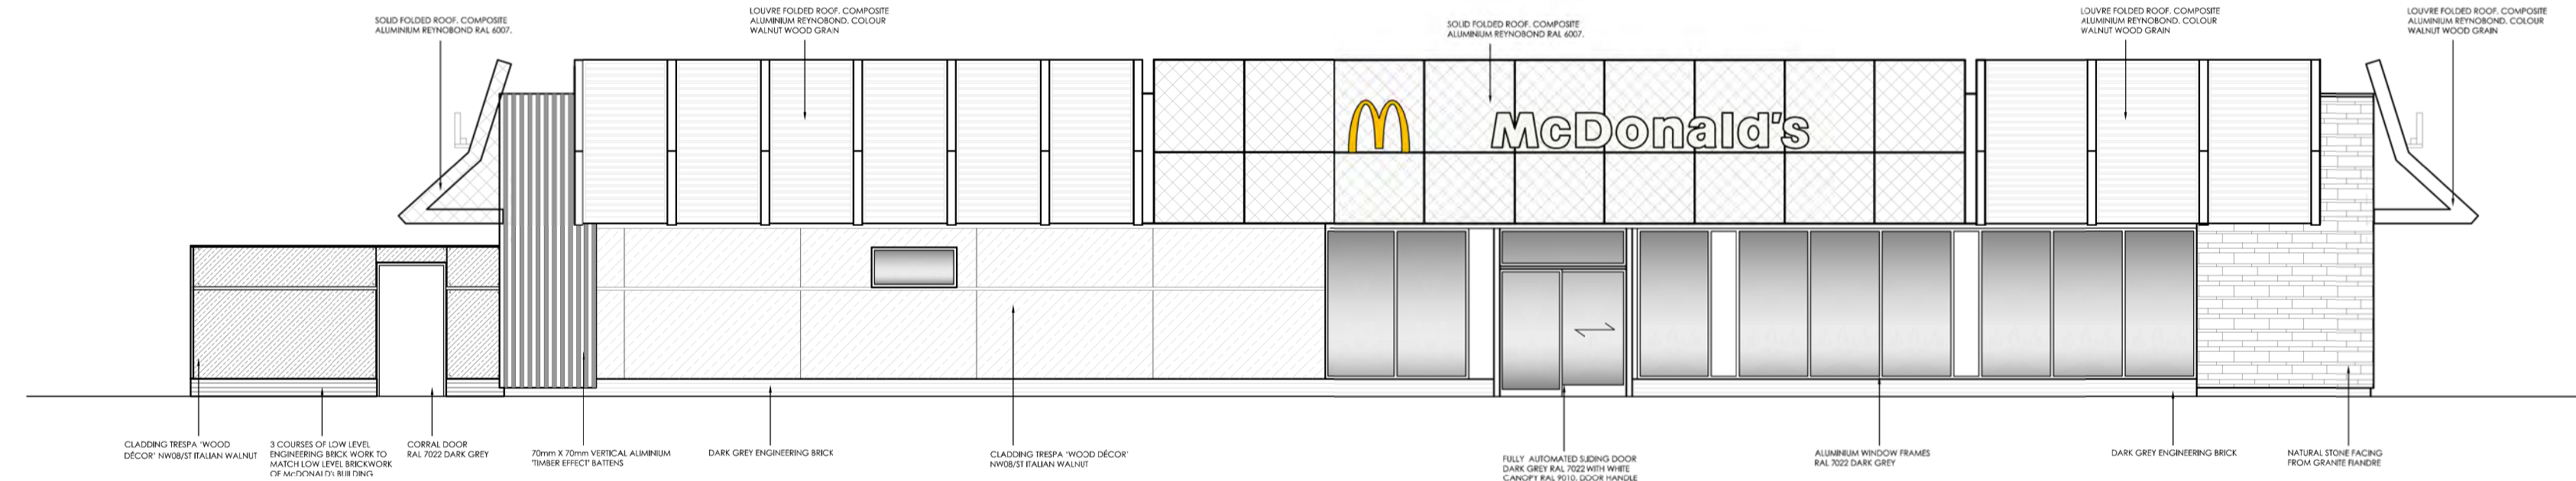 SOLID FOLDED ROOF. COMPOSITE
ALUMINIUM REYNOBOND RAL 6007.
LOUVRE FOLDED ROOF. COMPOSITE
ALUMINIUM REYNOBOND. COLOUR
WALNUT WOOD GRAIN
SOLID FOLDED ROOF. COMPOSITE
ALUMINIUM REYNOBOND RAL 6007.
LOUVRE FOLDED ROOF. COMPOSITE
ALUMINIUM REYNOBOND. COLOUR
WALNUT WOOD GRAIN
LOUVRE FOLDED ROOF. COMPOSITE
ALUMINIUM REYNOBOND. COLOUR
WALNUT WOOD GRAIN
McDonald's
CLADDING TRESPA 'WOOD
DÉCOR' NW08/ST ITALIAN WALNUT
3 COURSES OF LOW LEVEL
ENGINEERING BRICK WORK TO
MATCH LOW LEVEL BRICKWORK
OF McDONALD's BUILDING
CORRAL DOOR
RAL 7022 DARK GREY
70mm X 70mm VERTICAL ALIMINIUM
'TIMBER EFFECT' BATTENS
DARK GREY ENGINEERING BRICK
CLADDING TRESPA 'WOOD DÉCOR'
NW08/ST ITALIAN WALNUT
FULLY AUTOMATED SLIDING DOOR
DARK GREY RAL 7022 WITH WHITE
CANOPY RAL 9010. DOOR HANDLE
ALUMINIUM WINDOW FRAMES
RAL 7022 DARK GREY
DARK GREY ENGINEERING BRICK
NATURAL STONE FACING
FROM GRANITE FIANDRE